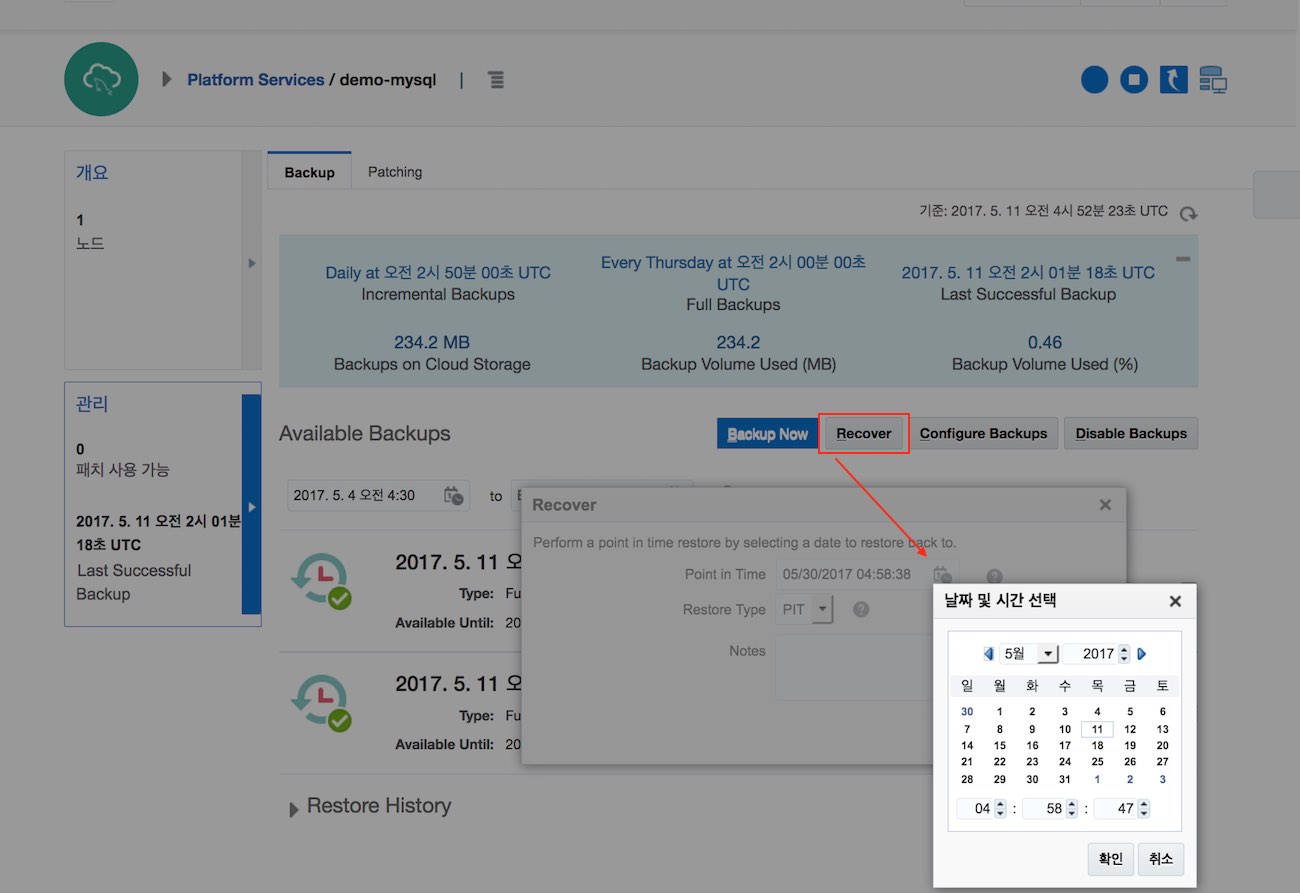 Platform Services / demo-mysql |
개요
1
노드
관리
0
패치 사용 가능
2017. 5. 11 오전 2시 01분
18초 UTC
Last Successful
Backup
Backup
Patching
기준: 2017. 5. 11 오전 4시 52분 23초 UTC
Daily at 오전 2시 50분 00초 UTC
Incremental Backups
Every Thursday at 오전 2시 00분 00초
UTC
Full Backups
2017. 5. 11 오전 2시 01분 18초 UTC
Last Successful Backup
234.2 MB
Backups on Cloud Storage
234.2
Backup Volume Used (MB)
0.46
Backup Volume Used (%)
Available Backups
Backup Now
Recover
Configure Backups
Disable Backups
2017. 5. 4 오전 4:30
to
2017. 5. 11 오
Type: Fu
Available Until: 20
2017. 5. 11 오
Type: Fu
Available Until: 20
Restore History
Recover
Perform a point in time restore by selecting a date to restore back to.
Point in Time 05/30/2017 04:58:38 ?
Restore Type PIT ?
Notes
날짜 및 시간 선택
5월 2017
일 월 화 수 목 금 토
30 1 2 3 4 5 6
7 8 9 10 11 12 13
14 15 16 17 18 19 20
21 22 23 24 25 26 27
28 29 30 31 1 2 3
04 : 58 : 47
확인 취소